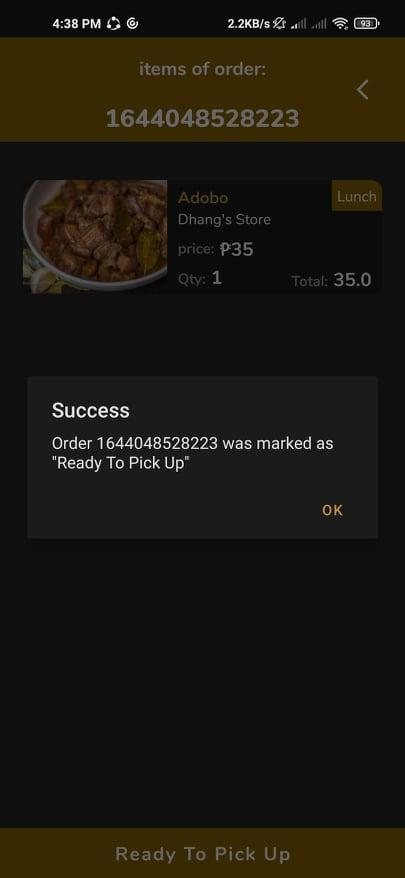 4:38 PM 2.2KB/s 93
items of order:
1644048528223
Adobo
Lunch
Dhang's Store
price: ₱35
Qty: 1 Total: 35.0
Success
Order 1644048528223 was marked as
"Ready To Pick Up"
OK
Ready To Pick Up